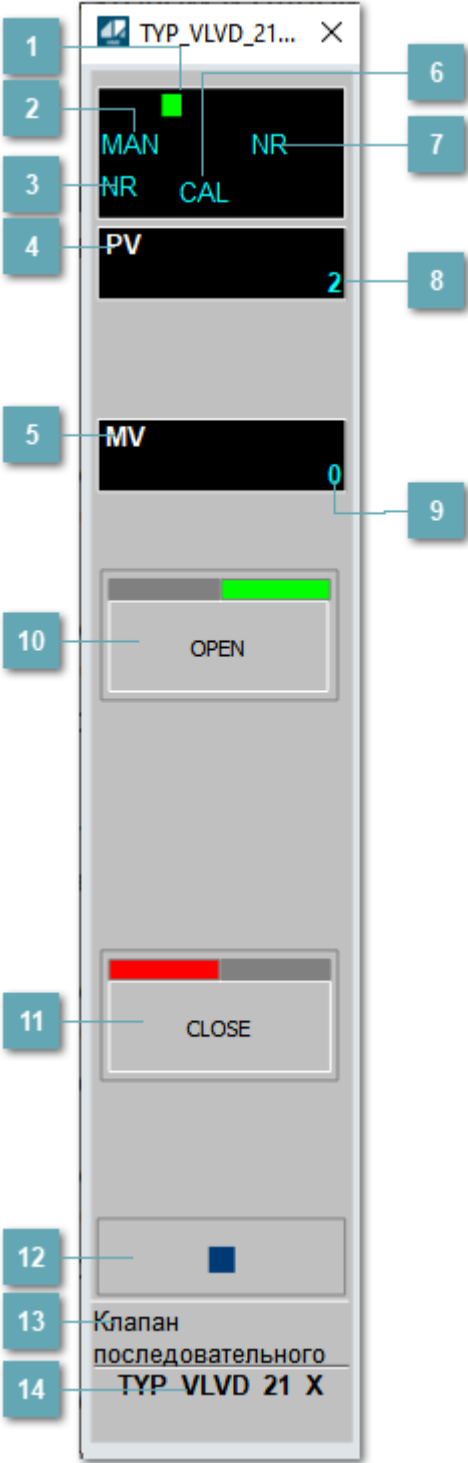 TYP_VLVD_21...
1
6
2
MAN
NR
7
3
NR
CAL
4
PV
2
8
5
MV
0
9
10
OPEN
11
CLOSE
12
13
Клапан
последовательного
14
TYP VLVD 21 X